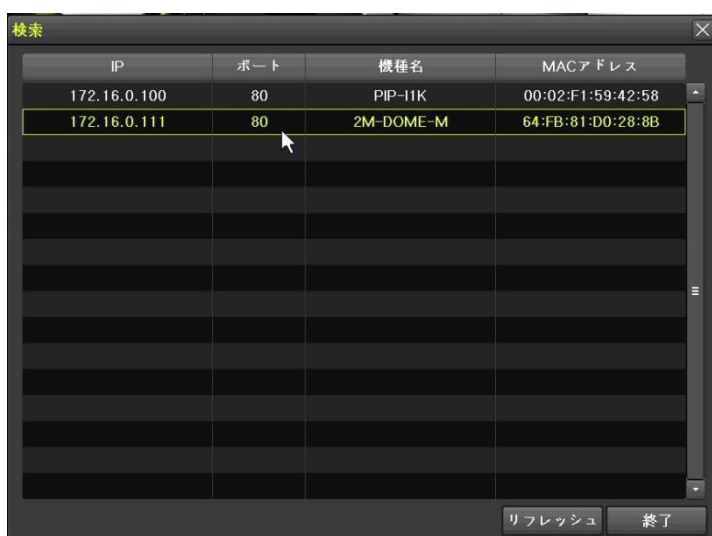 検索
IP ポート 機種名 MACアドレス
172.16.0.100 80 PIP-I1K 00:02:F1:59:42:58
172.16.0.111 80 2M-DOME-M 64:FB:81:D0:28:8B
リフレッシュ 終了